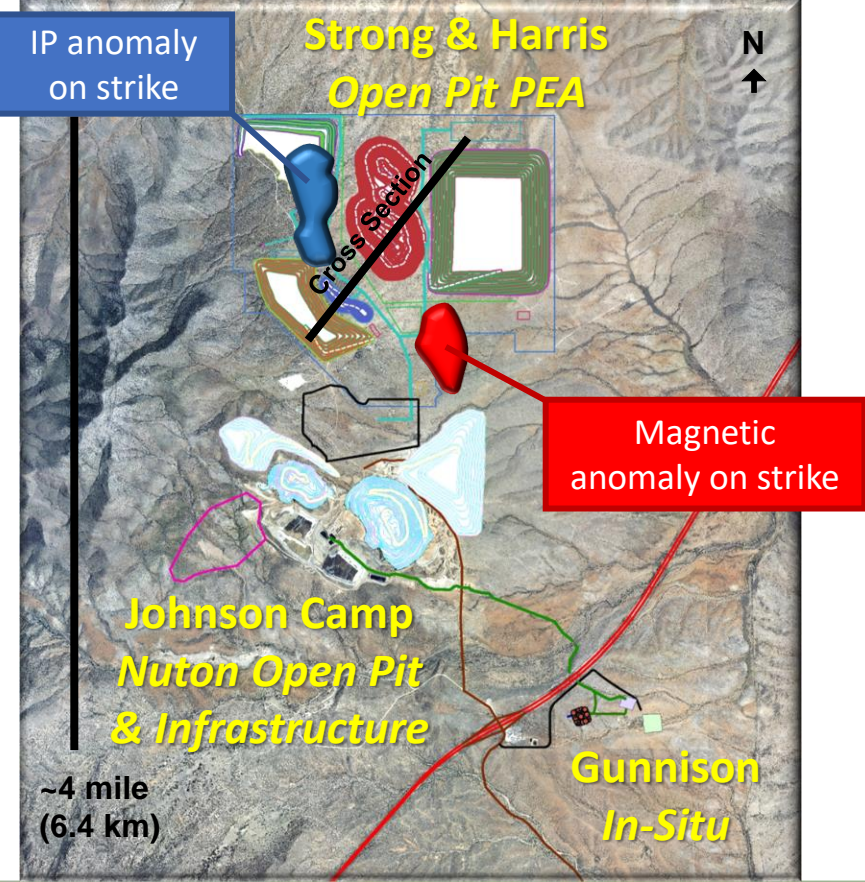 IP anomaly
on strike
Strong & Harris
Open Pit PEA
N
Cross Section
Magnetic
anomaly on strike
Johnson Camp
Nuton Open Pit
& Infrastructure
~4 mile
(6.4 km)
Gunnison
In-Situ